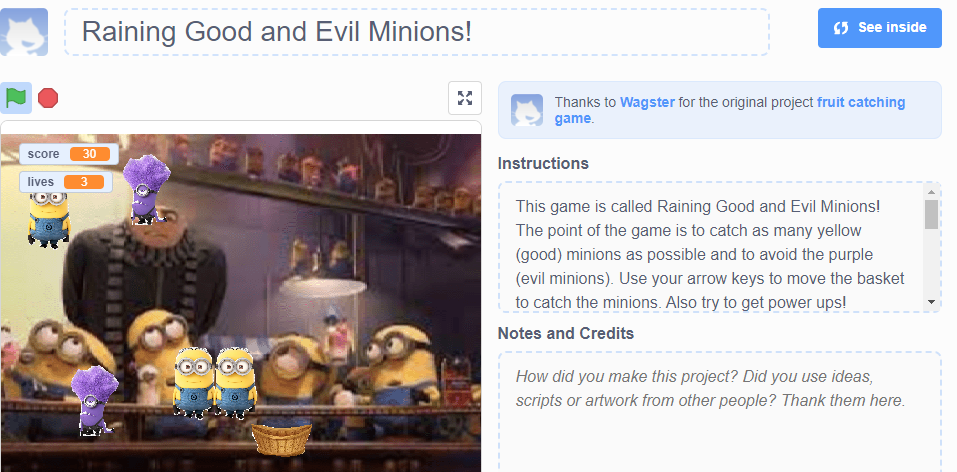 Raining Good and Evil Minions!
See inside
Thanks to Wagster for the original project fruit catching
game.
score 30
lives 3
Instructions
This game is called Raining Good and Evil Minions!
The point of the game is to catch as many yellow
(good) minions as possible and to avoid the purple
(evil minions). Use your arrow keys to move the basket
to catch the minions. Also try to get power ups!
Notes and Credits
How did you make this project? Did you use ideas,
scripts or artwork from other people? Thank them here.